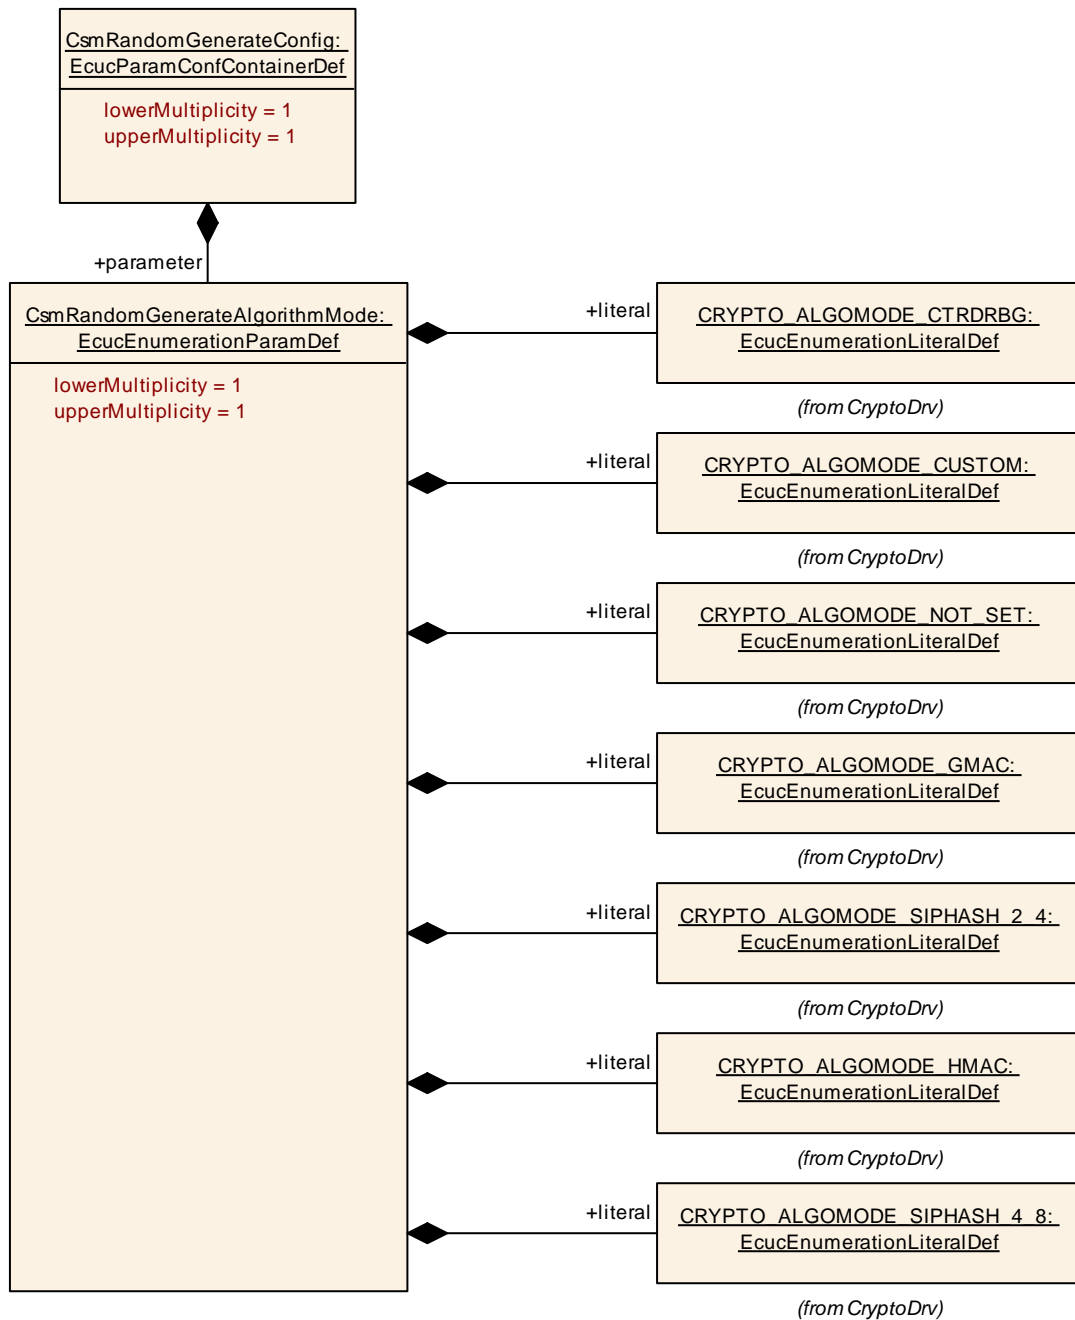 CsmRandomGenerateConfig:
EcucParamConfContainerDef
lowerMultiplicity = 1
upperMultiplicity = 1
+parameter
CsmRandomGenerateAlgorithmMode:
EcucEnumerationParamDef
lowerMultiplicity = 1
upperMultiplicity = 1
+literal
CRYPTO_ALGOMODE_CTRDRBG:
EcucEnumerationLiteralDef
(from CryptoDrv)
+literal
CRYPTO_ALGOMODE_CUSTOM:
EcucEnumerationLiteralDef
(from CryptoDrv)
+literal
CRYPTO_ALGOMODE_NOT_SET:
EcucEnumerationLiteralDef
(from CryptoDrv)
+literal
CRYPTO_ALGOMODE_GMAC:
EcucEnumerationLiteralDef
(from CryptoDrv)
+literal
CRYPTO_ALGOMODE_SIPHASH_2_4:
EcucEnumerationLiteralDef
(from CryptoDrv)
+literal
CRYPTO_ALGOMODE_HMAC:
EcucEnumerationLiteralDef
(from CryptoDrv)
+literal
CRYPTO_ALGOMODE_SIPHASH_4_8:
EcucEnumerationLiteralDef
(from CryptoDrv)